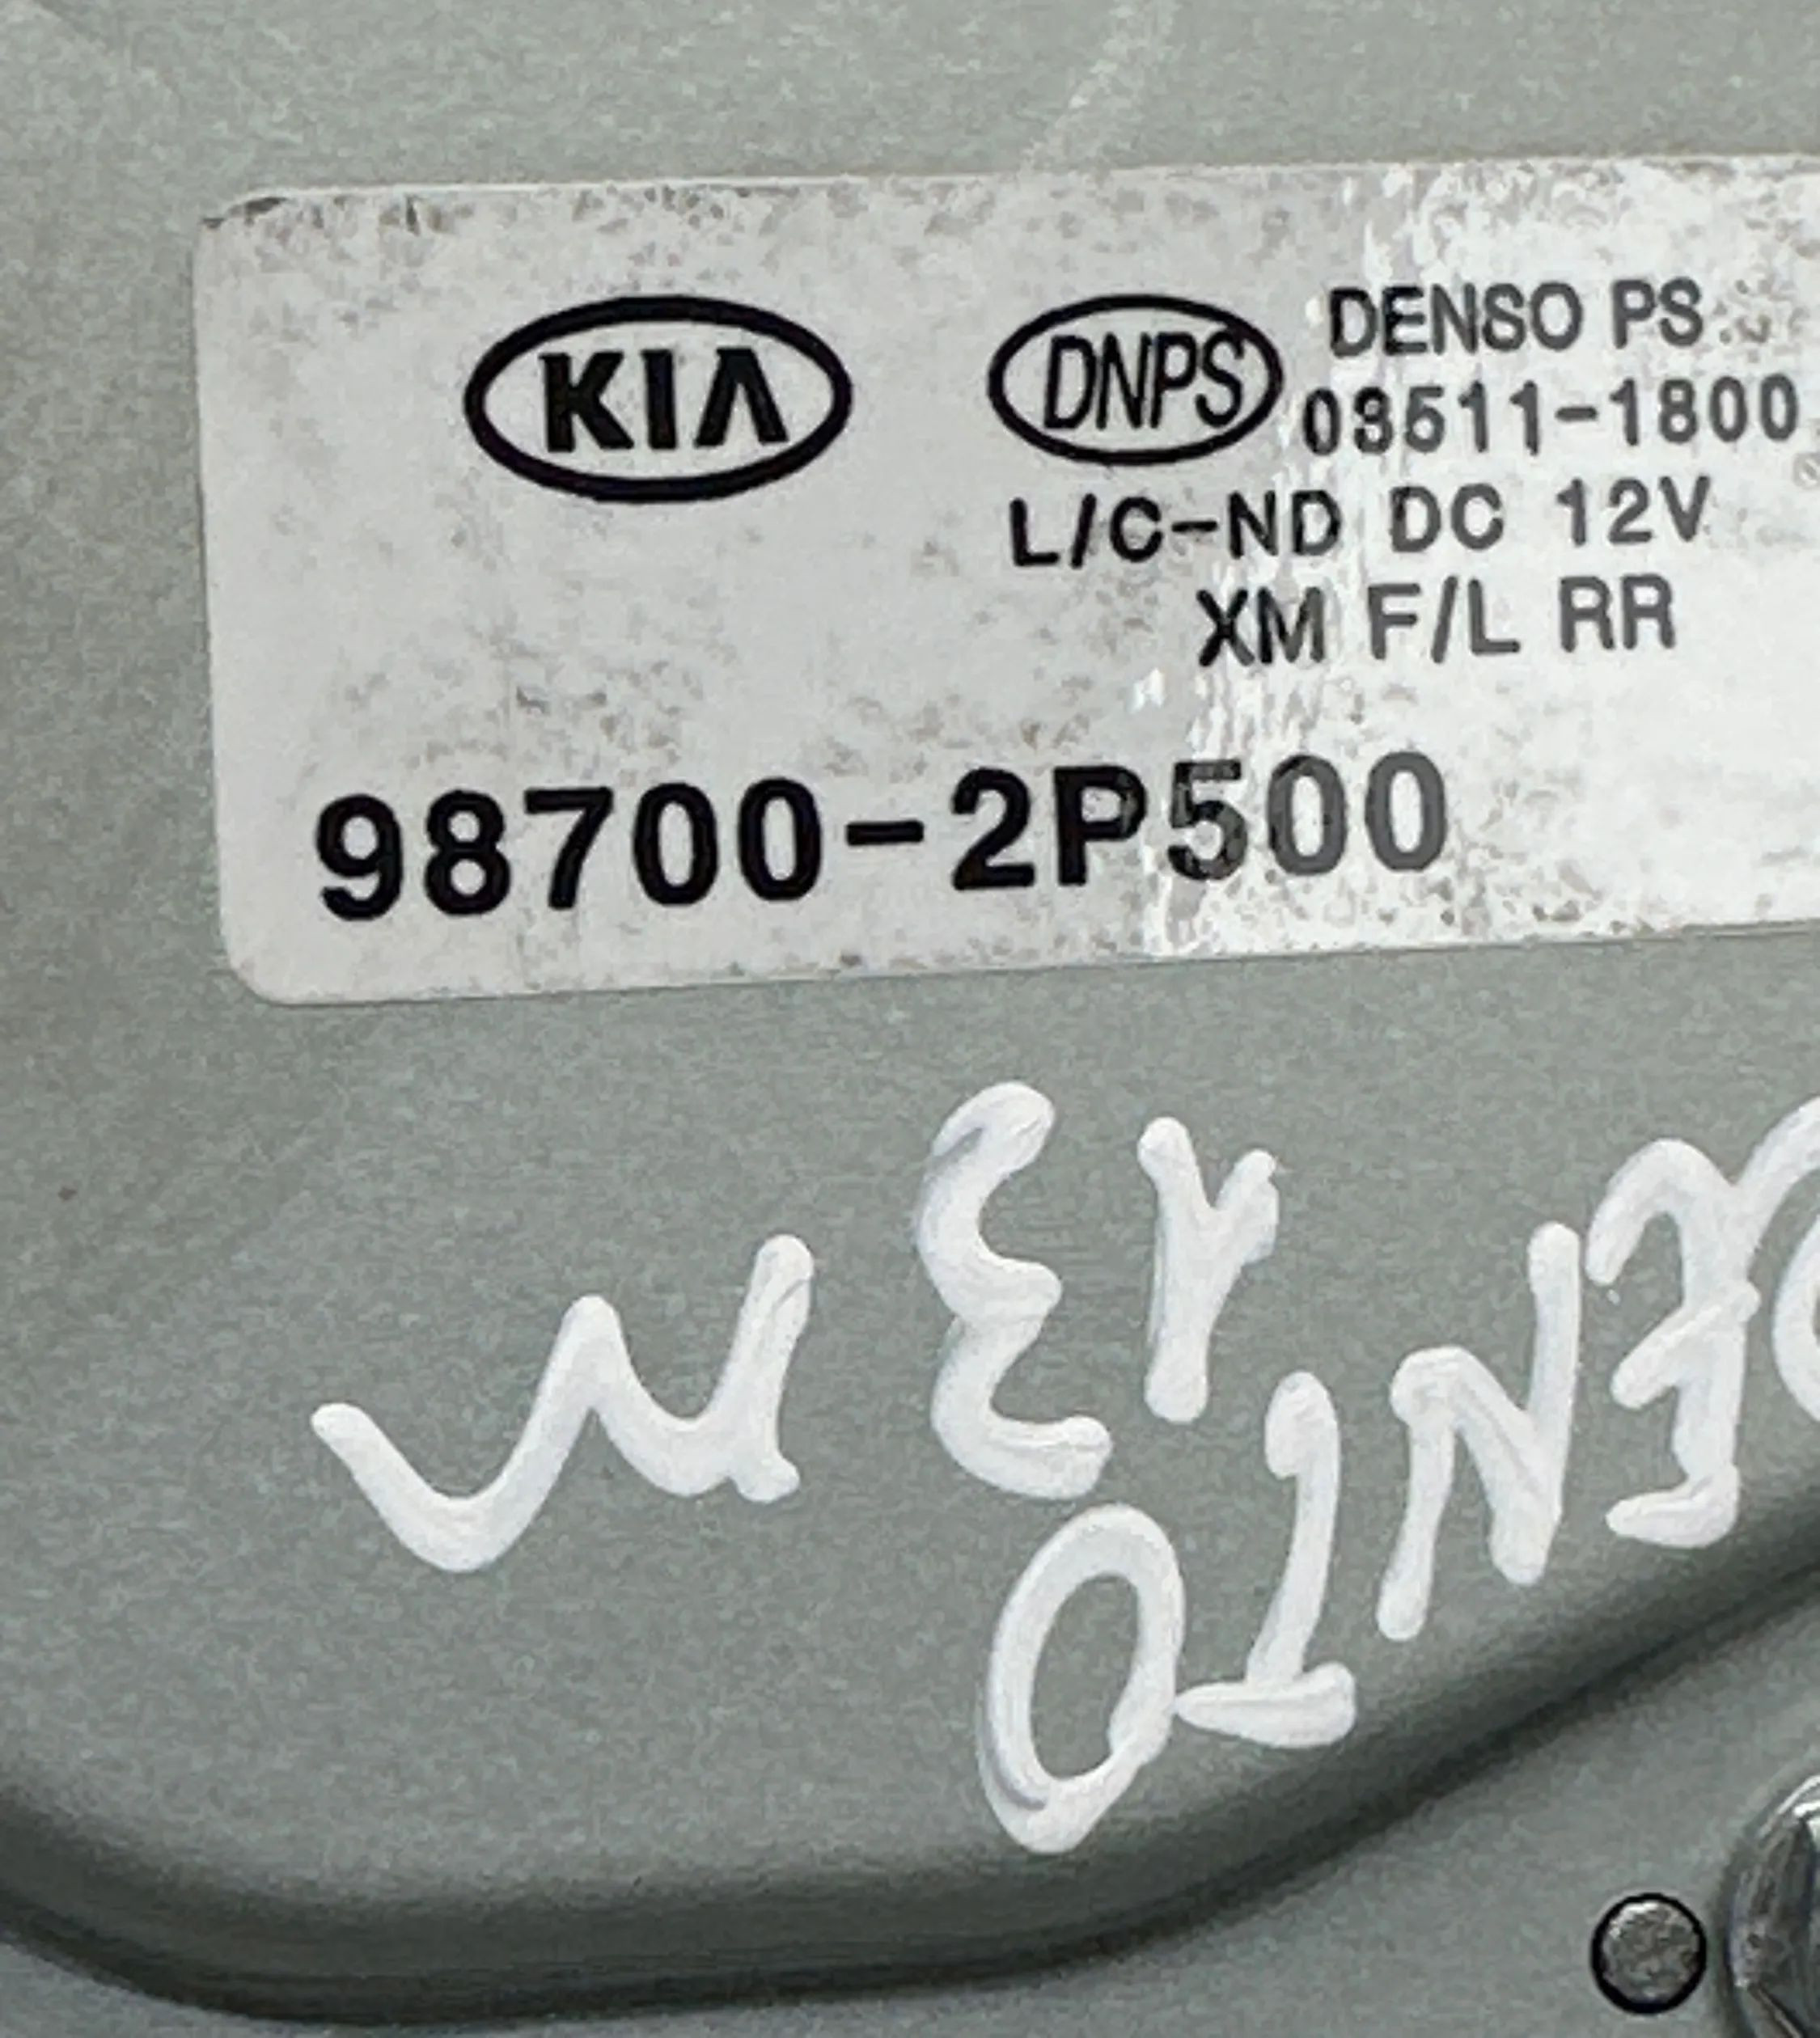 KIA
DNPS
DENSO PS
03511-1800
L/C-ND DC 12V
XM F/L RR
98700-2P500